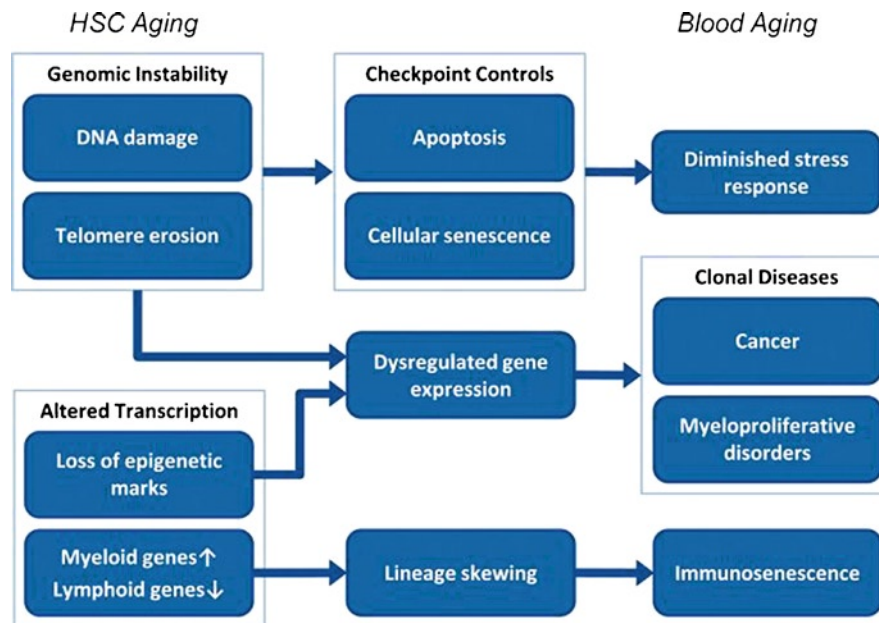 HSC Aging
Blood Aging
Genomic Instability
DNA damage
Telomere erosion
Checkpoint Controls
Apoptosis
Cellular senescence
Diminished stress
response
Clonal Diseases
Cancer
Myeloproliferative
disorders
Dysregulated gene
expression
Altered Transcription
Loss of epigenetic
marks
Myeloid genes↑
Lymphoid genes↓
Lineage skewing
Immunosenescence